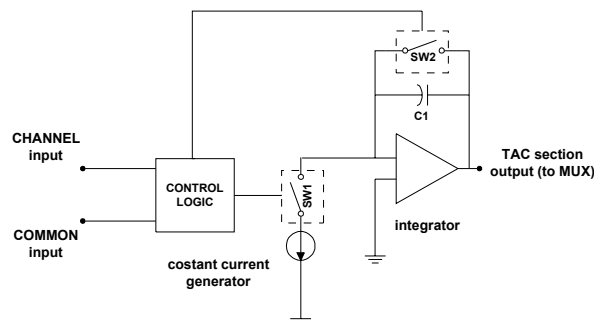 SW2
C1
CHANNEL
input
TAC section
output (to MUX)
CONTROL
LOGIC
SW1
COMMON
input
integrator
costant current
generator